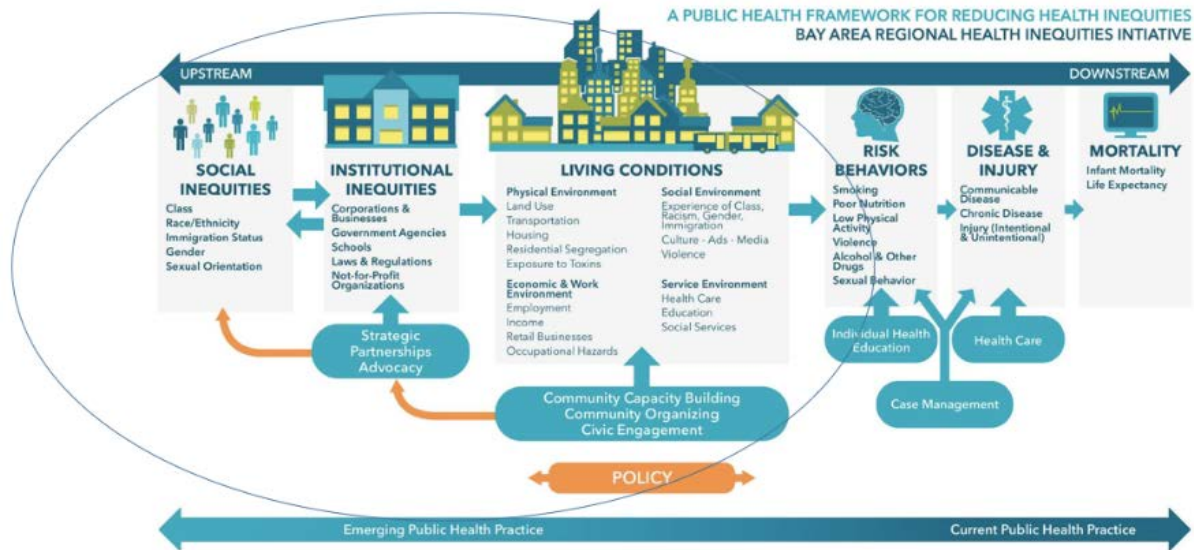 A PUBLIC HEALTH FRAMEWORK FOR REDUCING HEALTH INEQUITIES
BAY AREA REGIONAL HEALTH INEQUITIES INTIATIVE
UPSTREAM
DOWNSTREAM
SOCIAL
INEQUITIES
Class
Race/Ethnicity
Immigration Status
Gender
Sexual Orientation
INSTITUTIONAL
INEQUITIES
Corporations &
Businesses
Government Agencies
Schools
Laws & Regulations
Not-for-Profit
Organizations
LIVING CONDITIONS
Physical Environment
Land Use
Transportation
Housing
Residential Segregation
Exposure to Toxins
Economic & Work
Environment
Employment
Income
Retail Businesses
Occupational Hazards
Social Environment
Experience of Class,
Racism, Gender,
Immigration
Culture - Ads - Media
Violence
Service Environment
Health Care
Education
Social Services
RISK
BEHAVIORS
Smoking
Poor Nutrition
Low Physical
Activity
Violence
Alcohol & Other
Drugs
Sexual Behavior
DISEASE &
INJURY
Communicable
Disease
Chronic Disease
Injury (Intentional
& Unintentional)
MORTALITY
Infant Mortality
Life Expectancy
Strategic
Partnerships
Advocacy
Community Capacity Building
Community Organizing
Civic Engagement
Individual Health
Education
Health Care
Case Management
POLICY
Emerging Public Health Practice
Current Public Health Practice